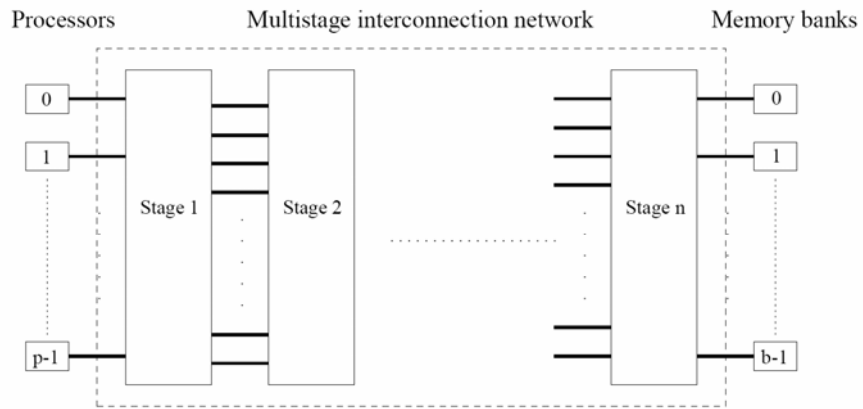 Processors Multistage interconnection network Memory banks
0 0
1 1
Stage 1 Stage 2 Stage n
p-1 b-1